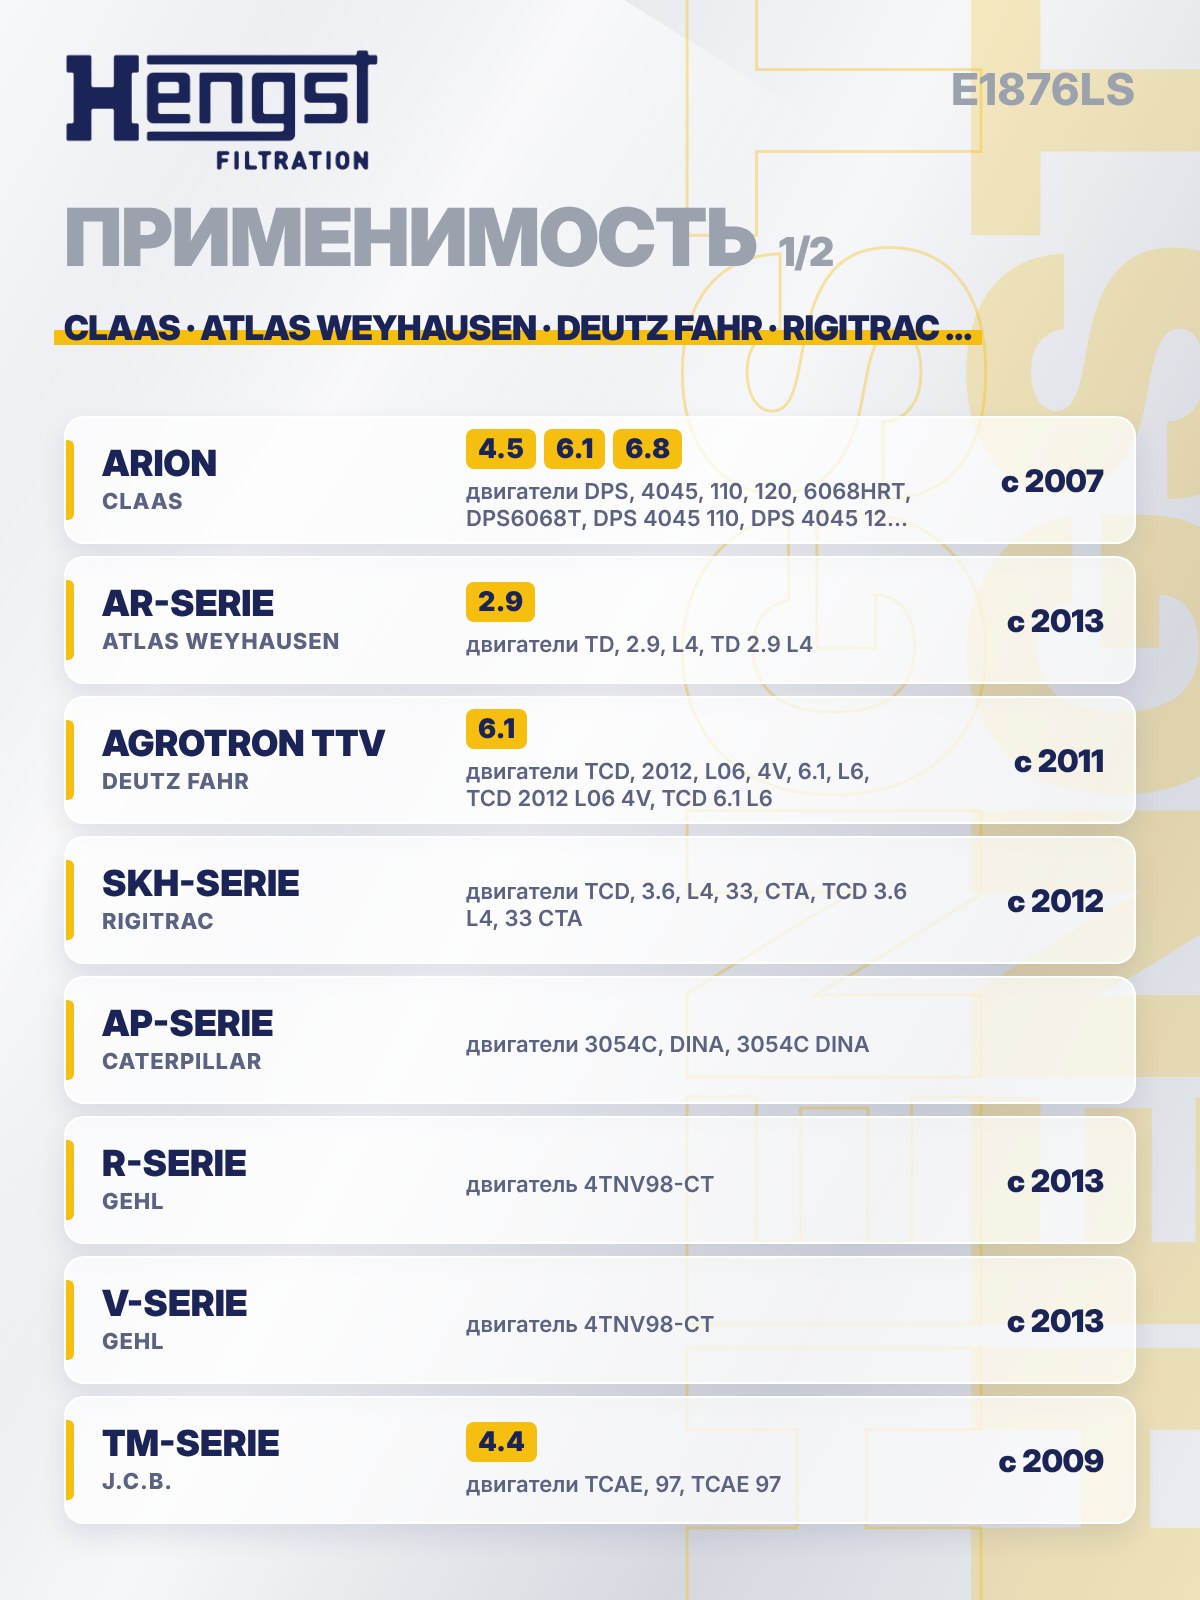 Hengst
FILTRATION
E1876LS
ПРИМЕНИМОСТЬ 1/2
CLAAS · ATLAS WEYHAUSEN · DEUTZ FAHR · RIGITRAC ...
ARION
CLAAS
4.5 6.1 6.8
двигатели DPS, 4045, 110, 120, 6068HRT,
DPS6068T, DPS 4045 110, DPS 4045 12...
с 2007
AR-SERIE
ATLAS WEYHAUSEN
2.9
двигатели TD, 2.9, L4, TD 2.9 L4
с 2013
AGROTRON TTV
DEUTZ FAHR
6.1
двигатели TCD, 2012, L06, 4V, 6.1, L6,
TCD 2012 L06 4V, TCD 6.1 L6
с 2011
SKH-SERIE
RIGITRAC
двигатели TCD, 3.6, L4, 33, CTA, TCD 3.6
L4, 33 CTA
с 2012
AP-SERIE
CATERPILLAR
двигатели 3054C, DINA, 3054C DINA
R-SERIE
GEHL
двигатель 4TNV98-CT
с 2013
V-SERIE
GEHL
двигатель 4TNV98-CT
с 2013
TM-SERIE
J.C.B.
4.4
двигатели TCAE, 97, TCAE 97
с 2009
HENGST